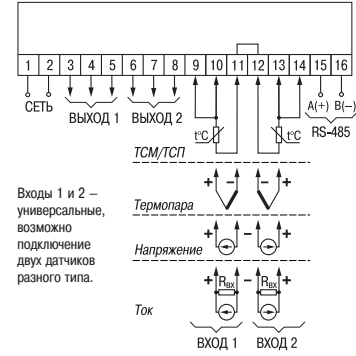 1 2 3 4 5 6 7 8 9 10 11 12 13 14 15 16
СЕТЬ
ВЫХОД 1
ВЫХОД 2
A(+) B(–)
RS-485
t°C
t°C
ТСМ/ТСП
Входы 1 и 2 –
универсальные,
возможно
подключение
двух датчиков
разного типа.
+ – +
Термопара
+ – +
Напряжение
+ Rвх – + Rвх
Ток
ВХОД 1 ВХОД 2